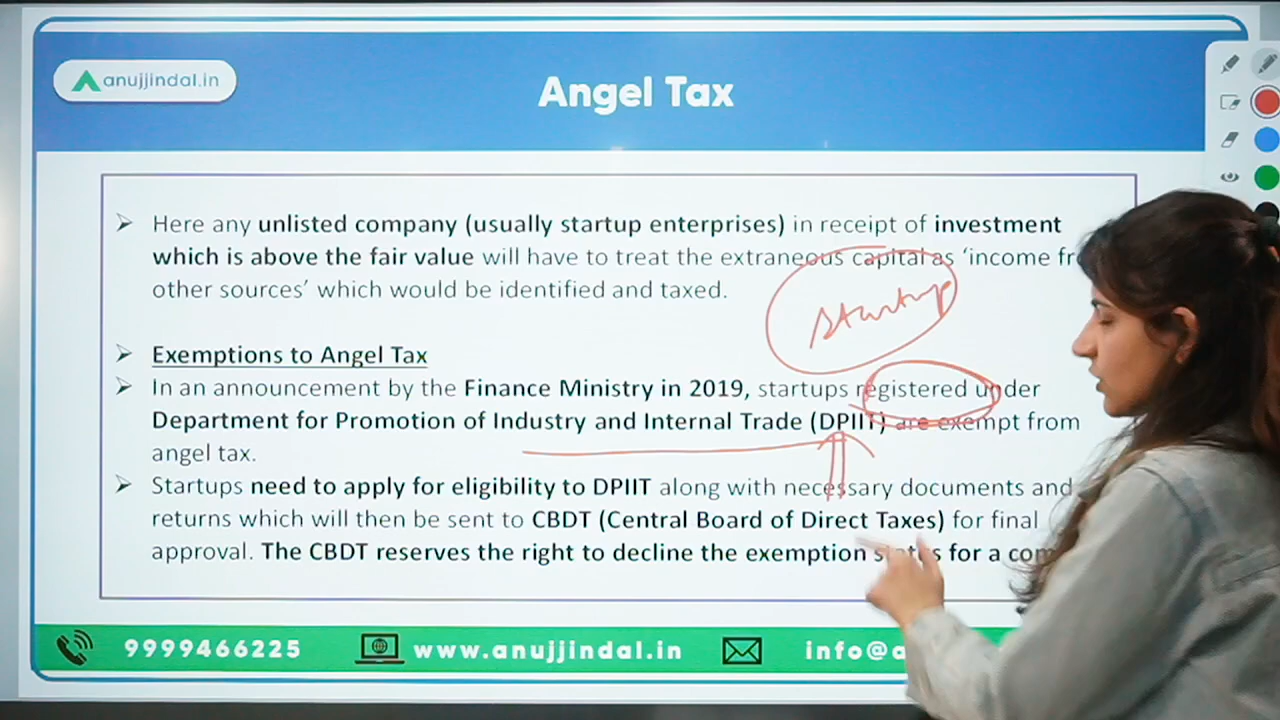 anujjindal.in
Angel Tax
➢ Here any unlisted company (usually startup enterprises) in receipt of investment
which is above the fair value will have to treat the extraneous capital as ‘income
other sources’ which would be identified and taxed.
startup
➢ Exemptions to Angel Tax
➢ In an announcement by the Finance Ministry in 2019, startups registered under
Department for Promotion of Industry and Internal Trade (DPIIT) are exempt from
angel tax.
➢ Startups need to apply for eligibility to DPIIT along with necessary documents and
returns which will then be sent to CBDT (Central Board of Direct Taxes) for final
approval. The CBDT reserves the right to decline the exemption status for a
9999466225 www.anujjindal.in